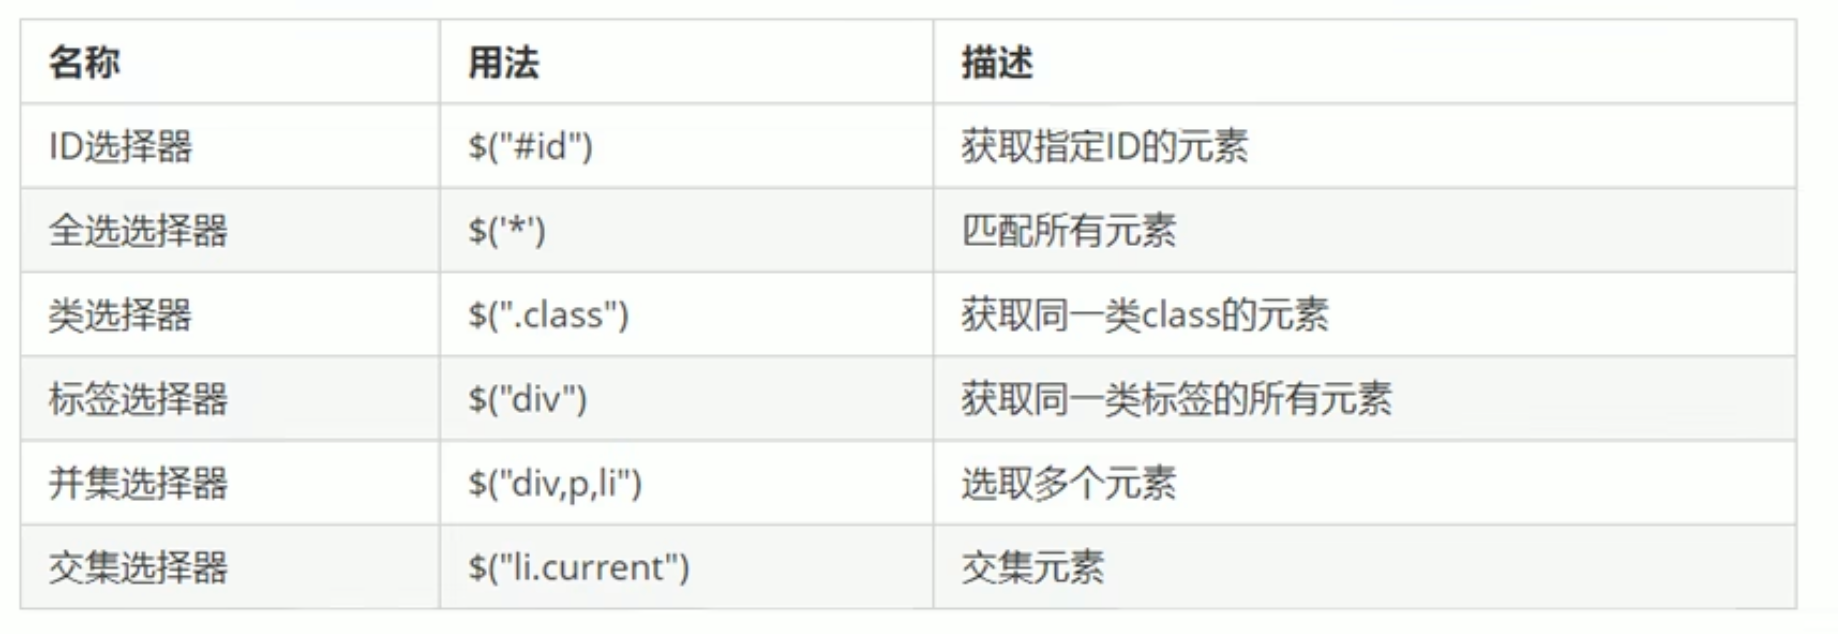 名称 用法 描述
ID选择器 $("#id") 获取指定ID的元素
全选选择器 $('*') 匹配所有元素
类选择器 $(".class") 获取同一类class的元素
标签选择器 $("div") 获取同一类标签的所有元素
并集选择器 $("div,p,li") 选取多个元素
交集选择器 $("li.current") 交集元素